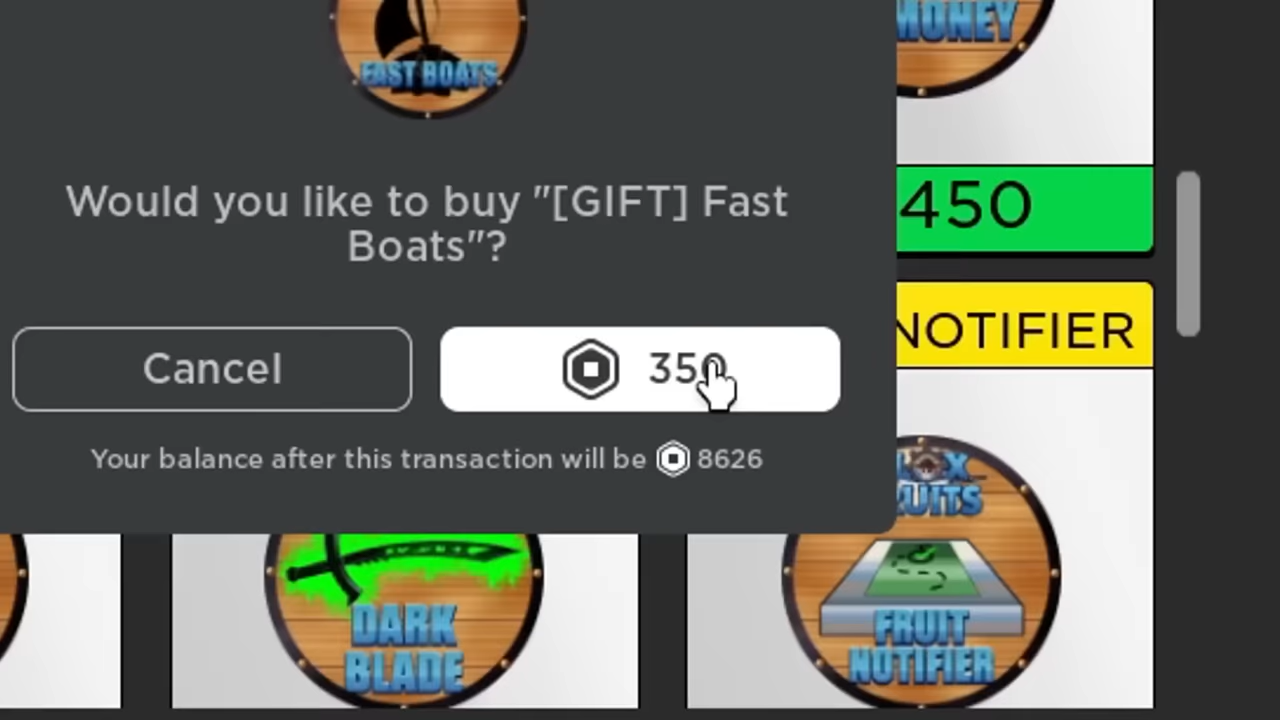 FAST BOATS
MONEY
Would you like to buy "[GIFT] Fast
Boats"?
450
Cancel
350
NOTIFIER
Your balance after this transaction will be 8626
DARK
BLADE
FRUIT
NOTIFIER